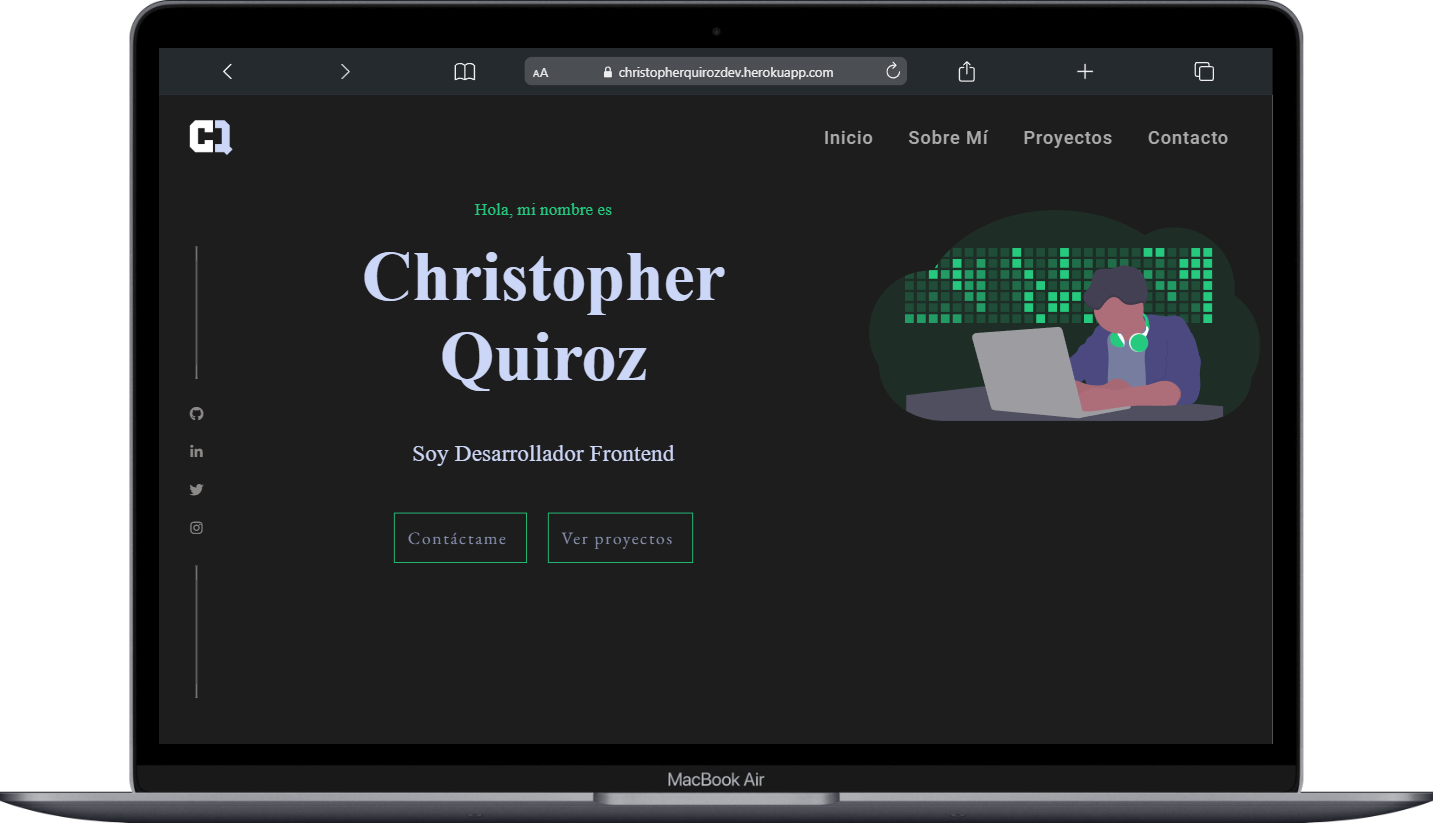 AA christopherquirozdev.herokuapp.com
CQ
Inicio Sobre Mí Proyectos Contacto
Hola, mi nombre es
Christopher
Quiroz
Soy Desarrollador Frontend
in
Contáctame Ver proyectos
MacBook Air